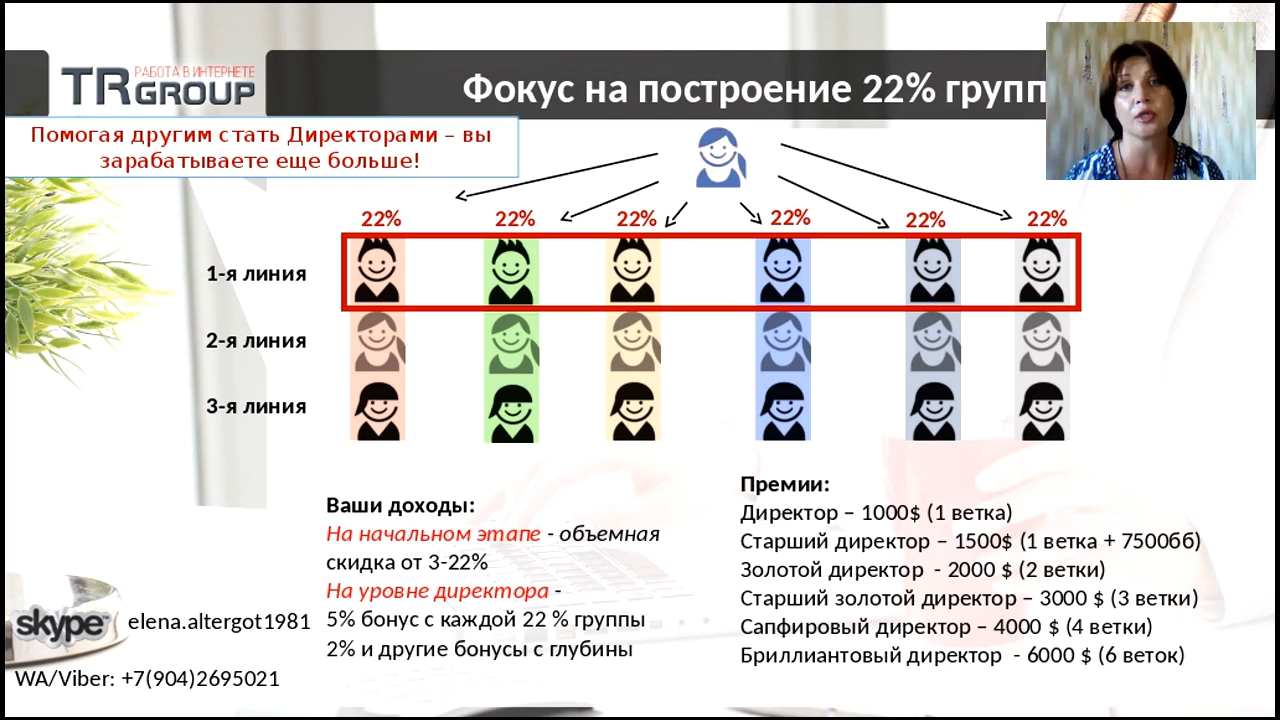 РАБОТА В ИНТЕРНЕТЕ
TRGROUP
Фокус на построение 22% групп
Помогая другим стать Директорами – вы
зарабатываете еще больше!
22% 22% 22% 22% 22% 22%
1-я линия
2-я линия
3-я линия
Ваши доходы:
На начальном этапе - объемная
скидка от 3-22%
На уровне директора -
5% бонус с каждой 22 % группы
2% и другие бонусы с глубины
Премии:
Директор – 1000$ (1 ветка)
Старший директор – 1500$ (1 ветка + 7500бб)
Золотой директор - 2000 $ (2 ветки)
Старший золотой директор – 3000 $ (3 ветки)
Сапфировый директор – 4000 $ (4 ветки)
Бриллиантовый директор - 6000 $ (6 веток)
skype™ elena.altergot1981
WA/Viber: +7(904)2695021